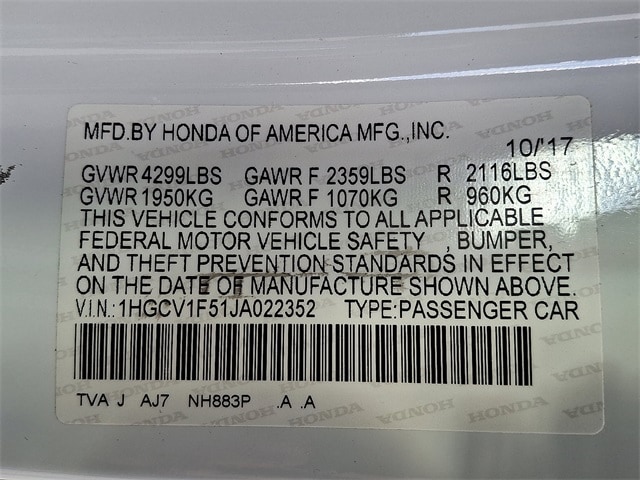 MFD.BY HONDA OF AMERICA MFG.,INC.
10/'17
GVWR 4299LBS GAWR F 2359LBS R 2116LBS
GVWR 1950KG GAWR F 1070KG R 960KG
THIS VEHICLE CONFORMS TO ALL APPLICABLE
FEDERAL MOTOR VEHICLE SAFETY , BUMPER,
AND THEFT PREVENTION STANDARDS IN EFFECT
ON THE DATE OF MANUFACTURE SHOWN ABOVE.
V.I.N.:1HGCV1F51JA022352 TYPE:PASSENGER CAR
TVA J AJ7 NH883P .A .A